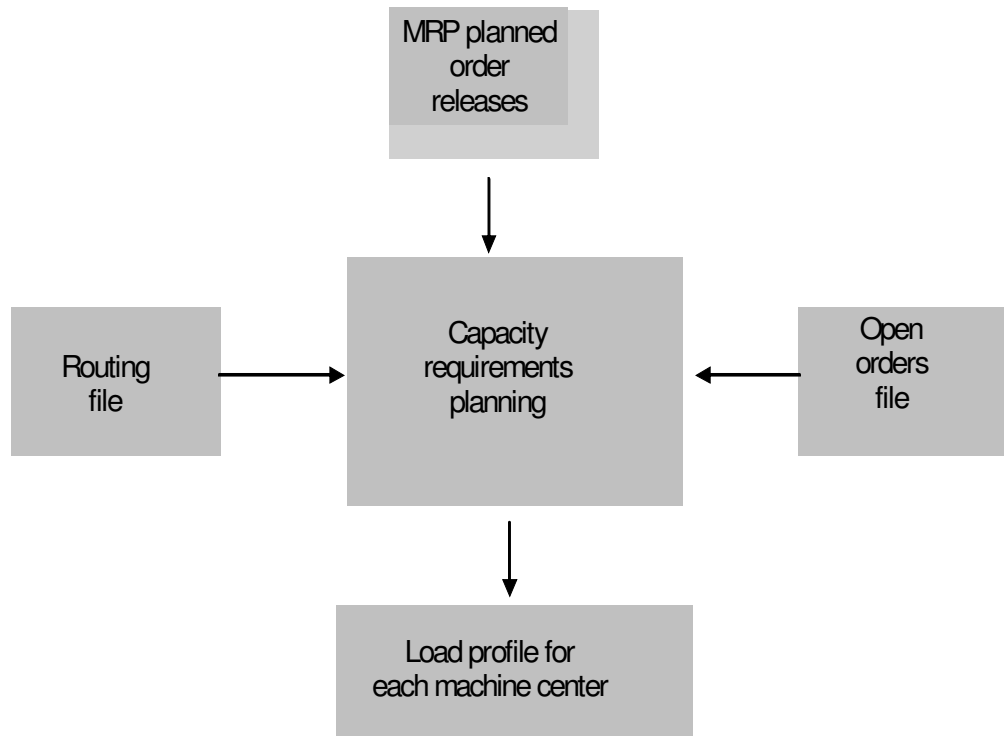 MRP planned
order
releases
Capacity
requirements
planning
Routing
file
Open
orders
file
Load profile for
each machine center